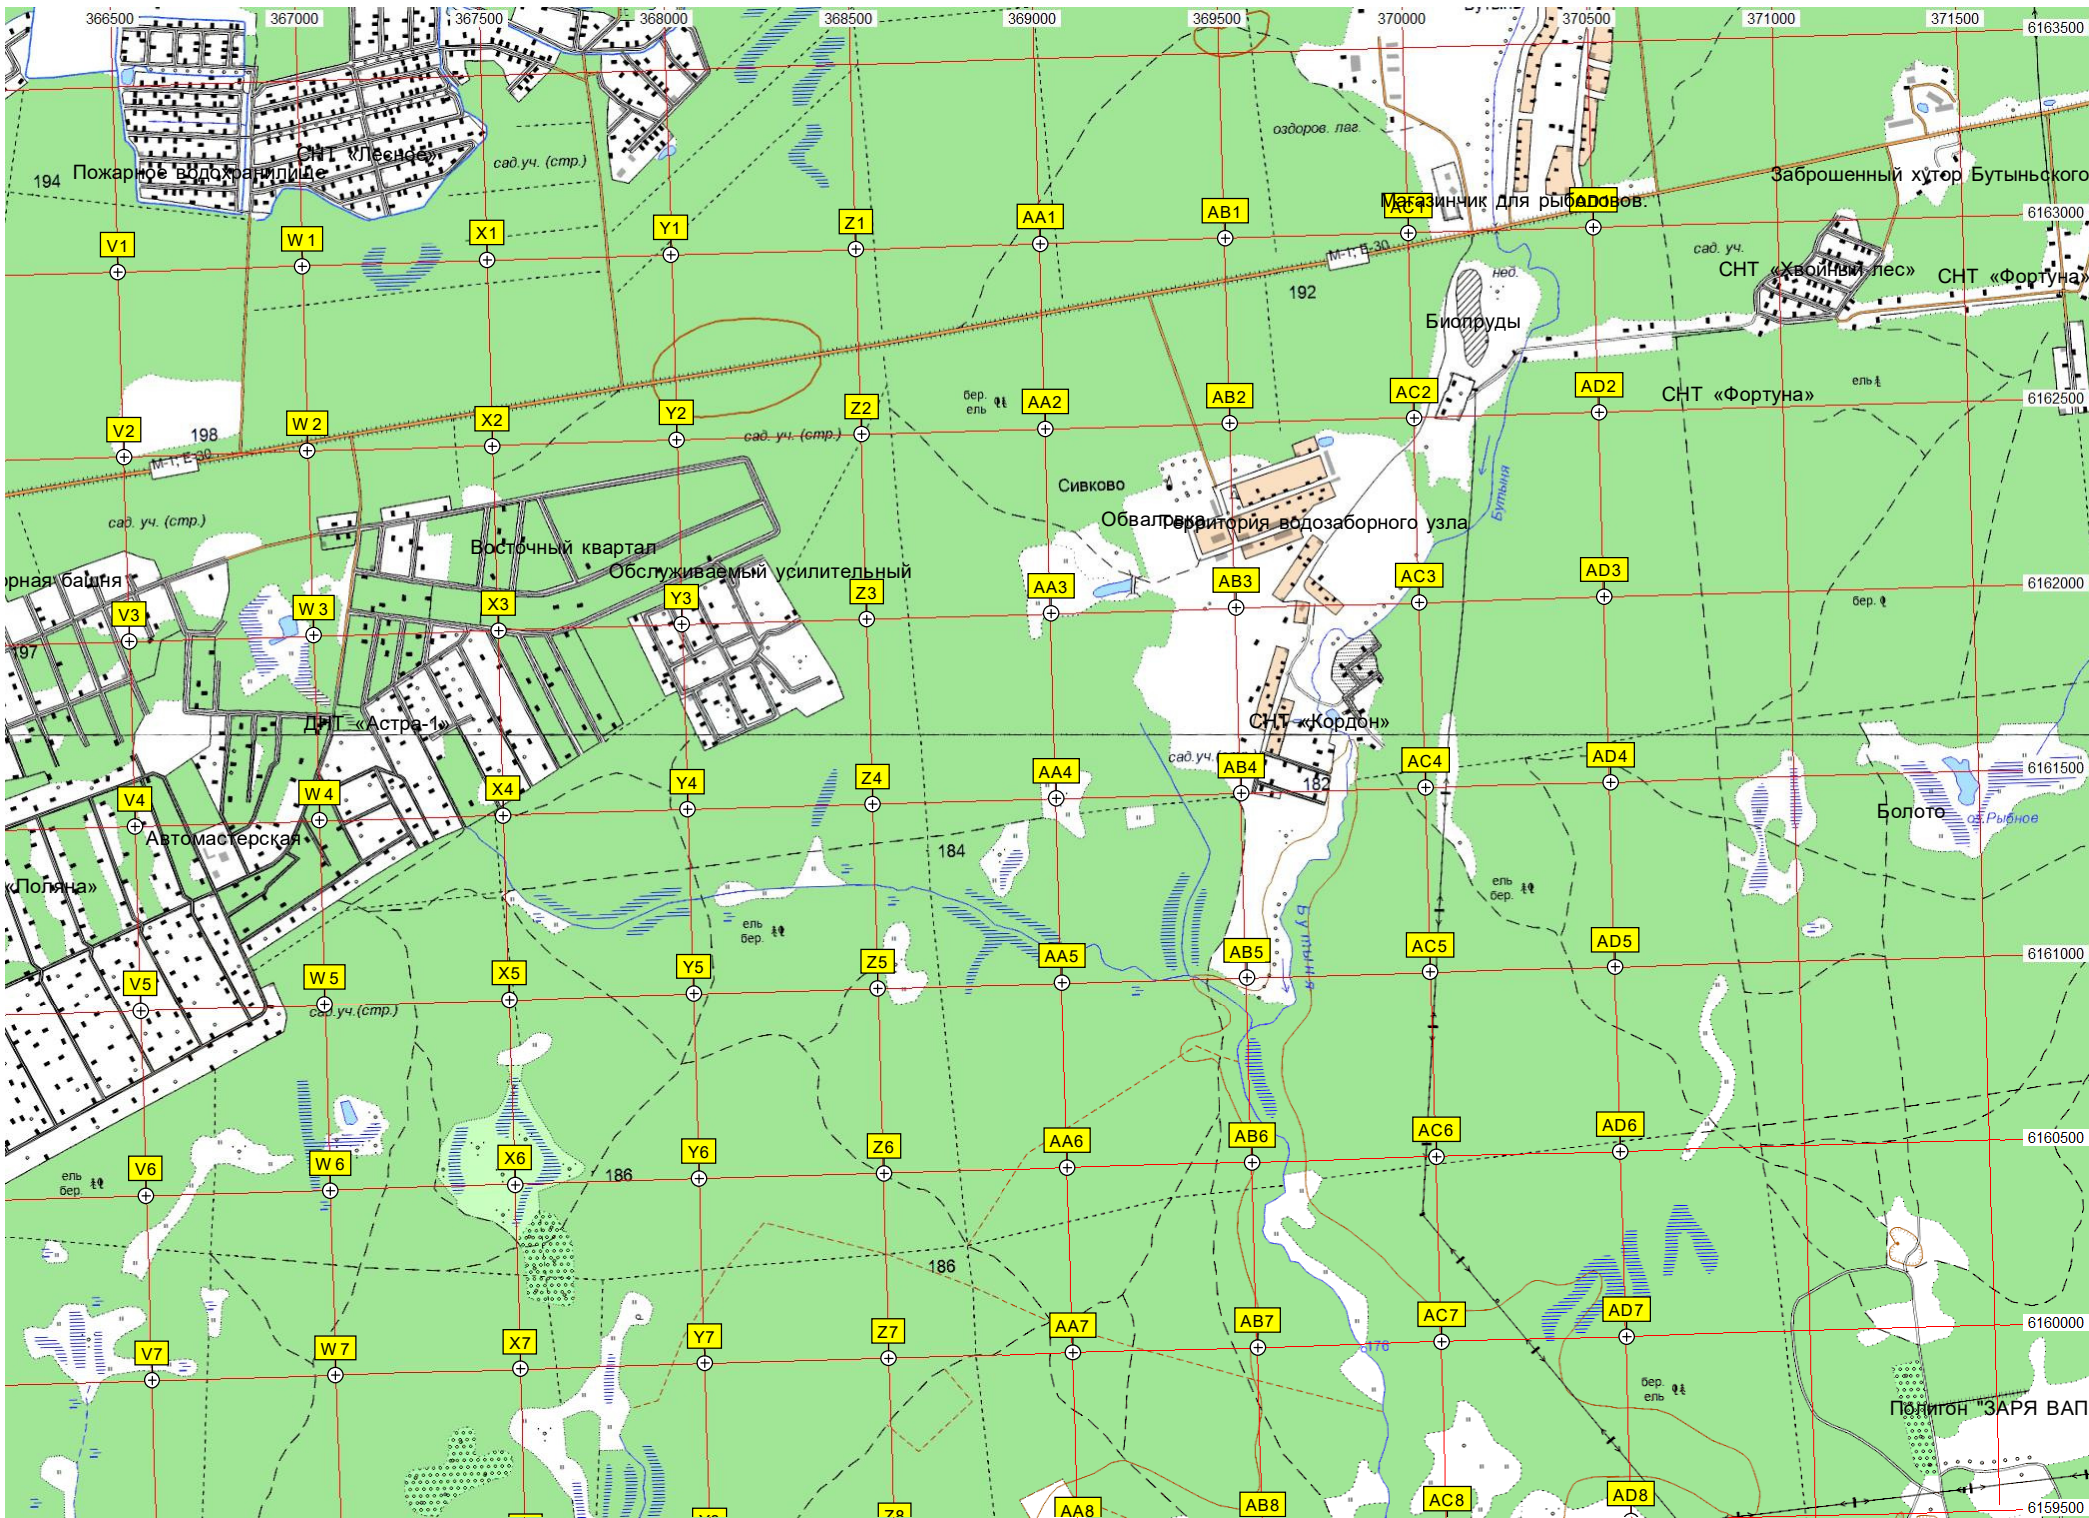 366500 367000 367500 368000 368500 369000 369500 370000 370500 371000 371500
6163500
оздоров. лаг.
СНТ «Лесное»
сад.уч. (стр.)
Пожарное водохранилище
194
Заброшенный хутор Бутыньского
Магазинчик для рыболовов.
AC1 AD1
6163000
V1 W1 X1 Y1 Z1 AA1 AB1
М-1; Е-30
сад. уч.
СНТ «Хвойный лес»
СНТ «Фортуна»
нед.
192
Биопруды
ель
бер.
ель
СНТ «Фортуна»
6162500
V2 W2 X2 Y2 Z2 AA2 AB2 AC2 AD2
198
сад. уч. (стр.)
М-1; Е-30
Сивково
Бутыня
сад. уч. (стр.)
Обваловка
Территория водозаборного узла
Восточный квартал
Обслуживаемый усилительный
орная башня
6162000
V3 W3 X3 Y3 Z3 AA3 AB3 AC3 AD3
бер.
197
ДНТ «Астра-1»
СНТ «Кордон»
сад.уч.
6161500
V4 W4 X4 Y4 Z4 AA4 AB4 AC4 AD4
182
Болото
оз.Рыбное
Автомастерская
184
«Поляна»
ель
бер.
ель
бер.
Бутыня
6161000
V5 W5 X5 Y5 Z5 AA5 AB5 AC5 AD5
сад.уч.(стр.)
6160500
V6 W6 X6 Y6 Z6 AA6 AB6 AC6 AD6
ель
бер.
186
186
6160000
V7 W7 X7 Y7 Z7 AA7 AB7 AC7 AD7
176
бер.
ель
Полигон "ЗАРЯ ВАП
6159500
Z8 AA8 AB8 AC8 AD8